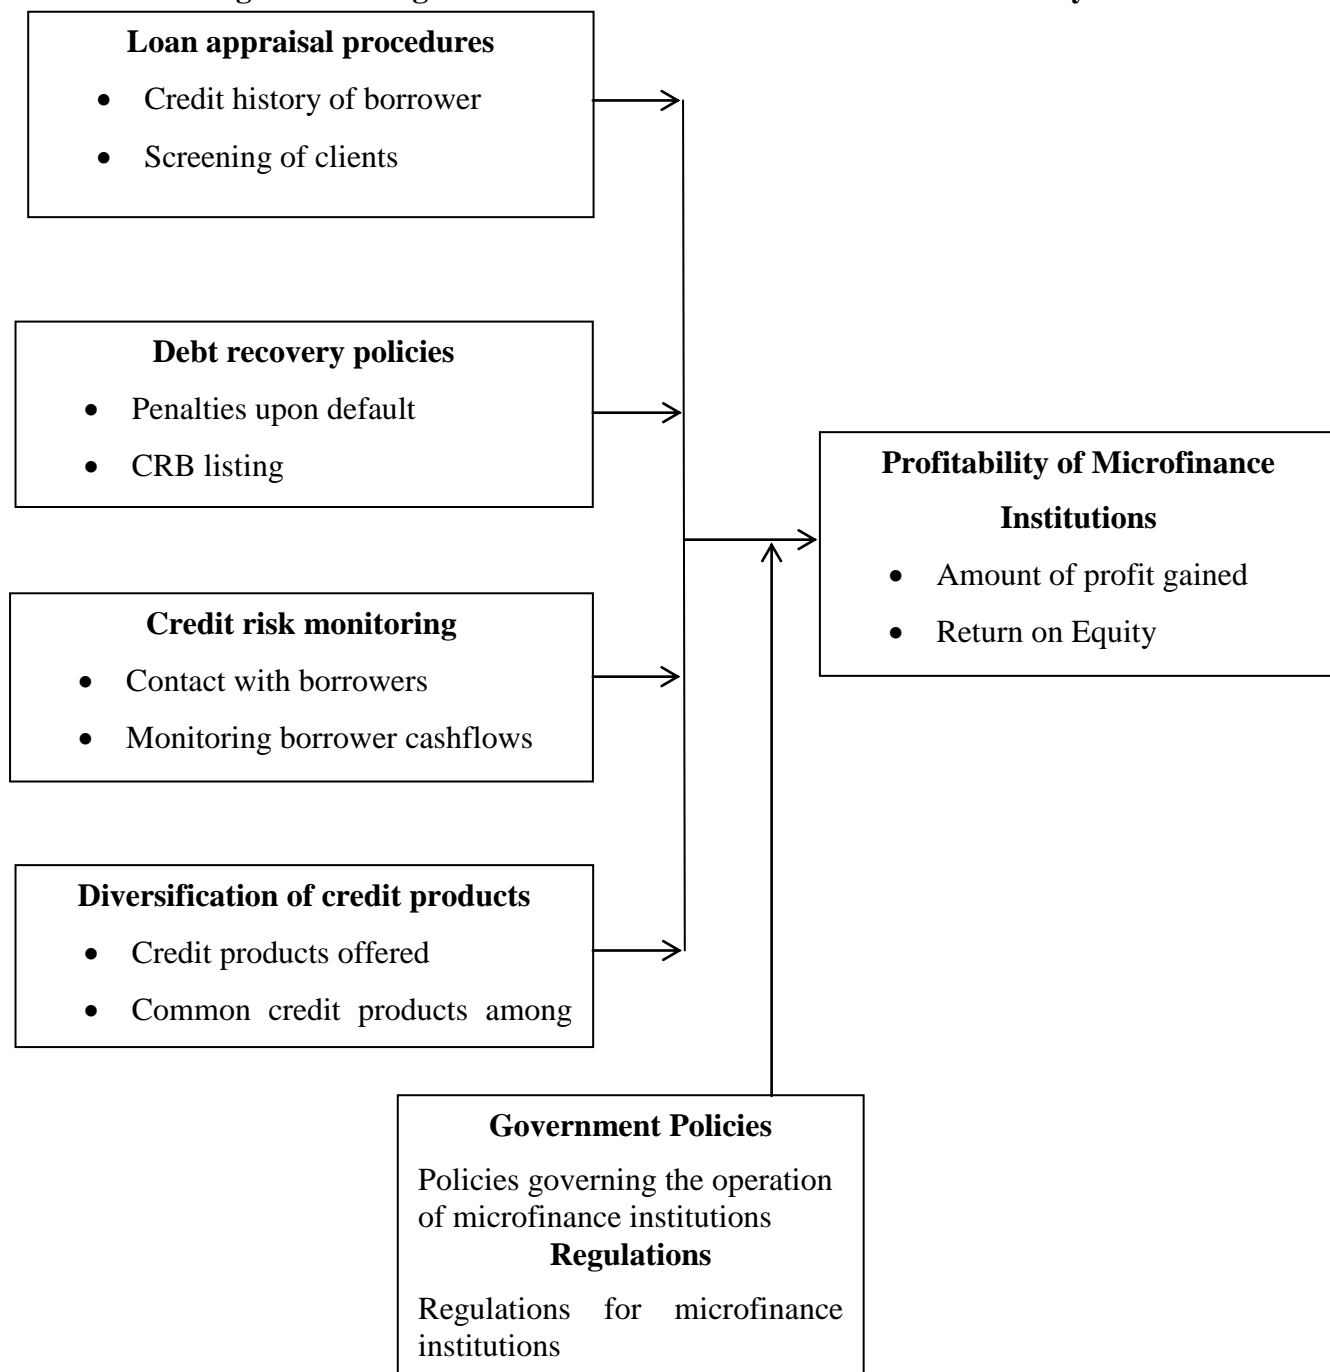 Loan appraisal procedures
• Credit history of borrower
• Screening of clients
Debt recovery policies
• Penalties upon default
• CRB listing
Credit risk monitoring
• Contact with borrowers
• Monitoring borrower cashflows
Diversification of credit products
• Credit products offered
• Common credit products among
Profitability of Microfinance
Institutions
• Amount of profit gained
• Return on Equity
Government Policies
Policies governing the operation
of microfinance institutions
Regulations
Regulations for microfinance
institutions